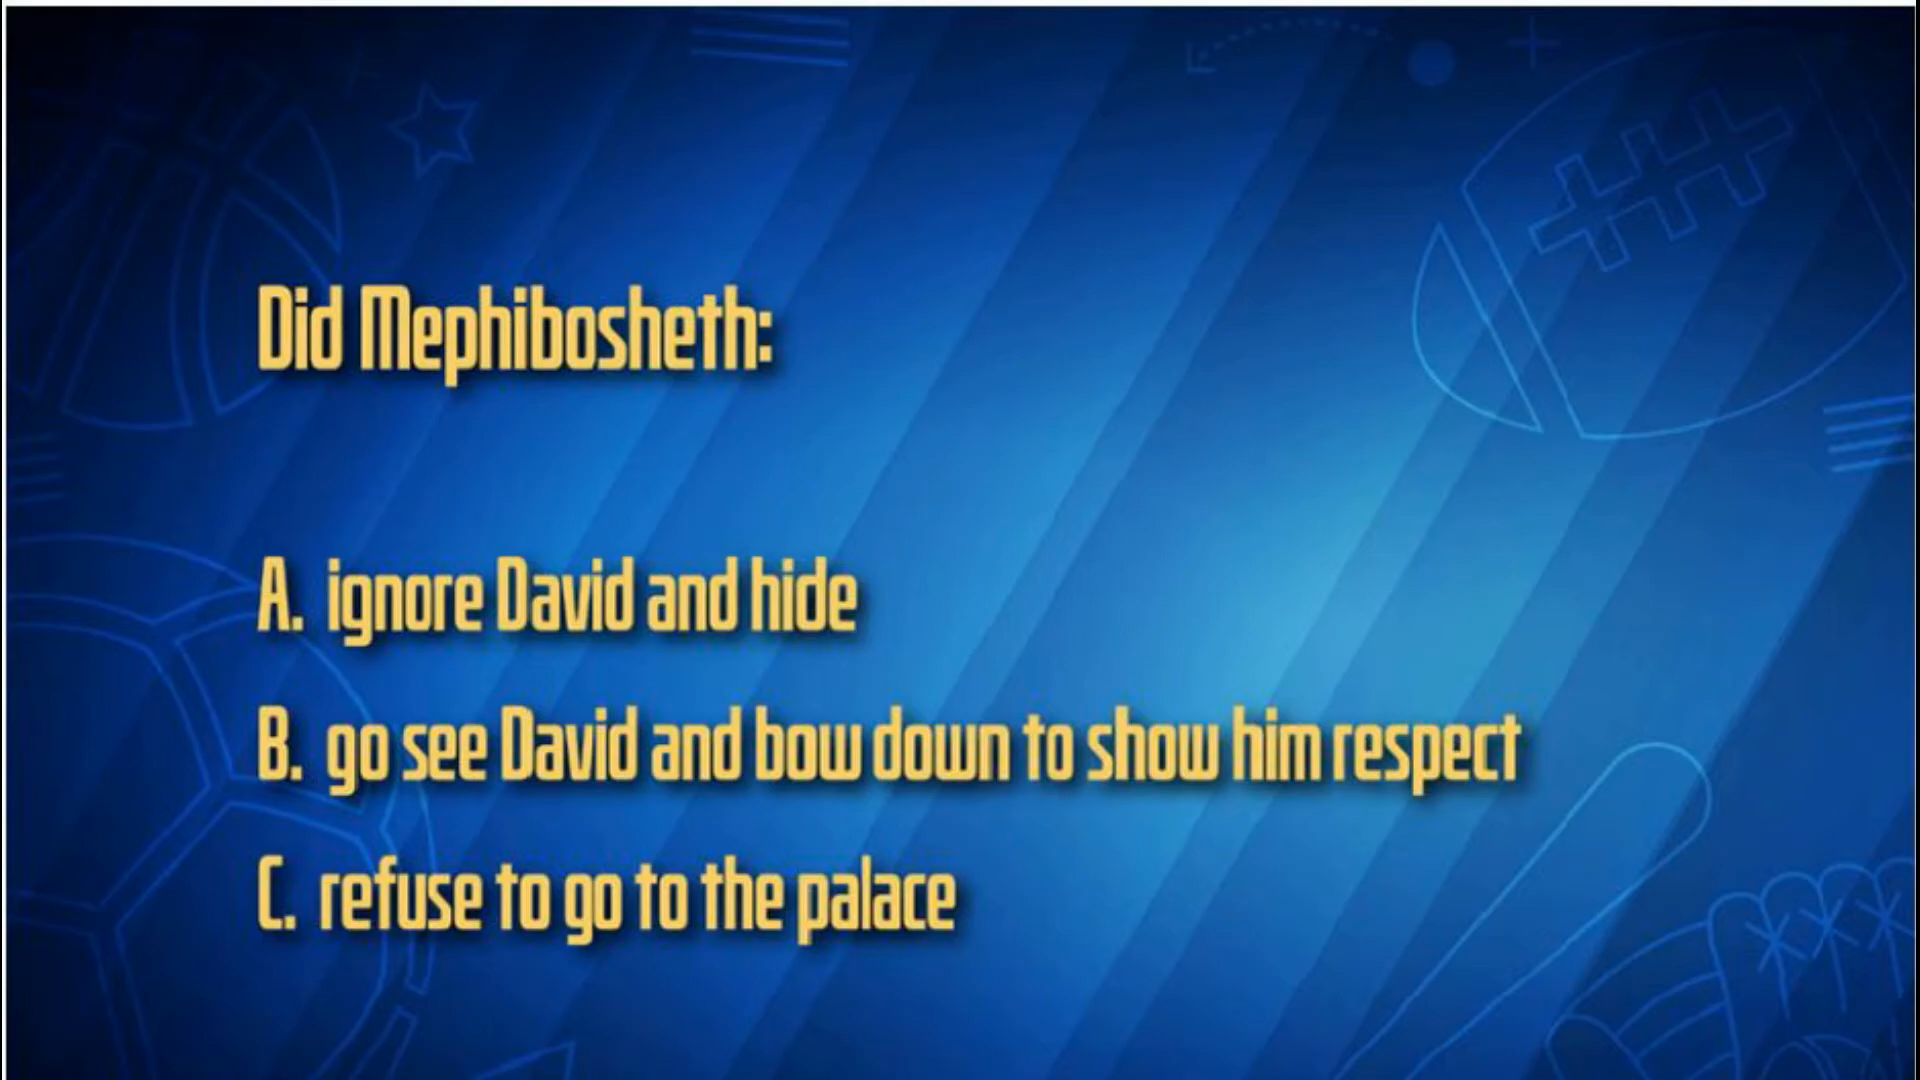 Did Mephibosheth:
A. ignore David and hide
B. go see David and bow down to show him respect
C. refuse to go to the palace